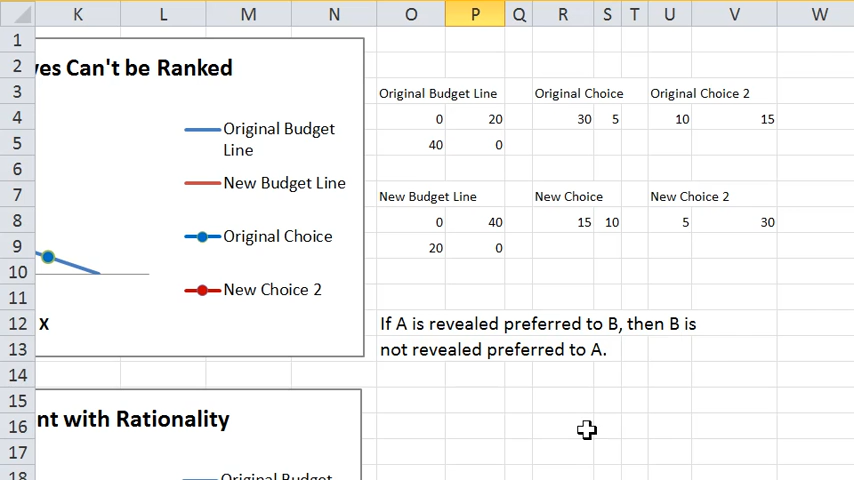 K L M N O P Q R S T U V W
1
2 ves Can't be Ranked
3 Original Budget Line Original Choice Original Choice 2
4 0 20 30 5 10 15
Original Budget
Line
5 40 0
6
New Budget Line
7 New Budget Line New Choice New Choice 2
8 0 40 15 10 5 30
Original Choice
9 20 0
10
11 New Choice 2
12 X If A is revealed preferred to B, then B is
13 not revealed preferred to A.
14
15
16 nt with Rationality
17
18 Original Budget